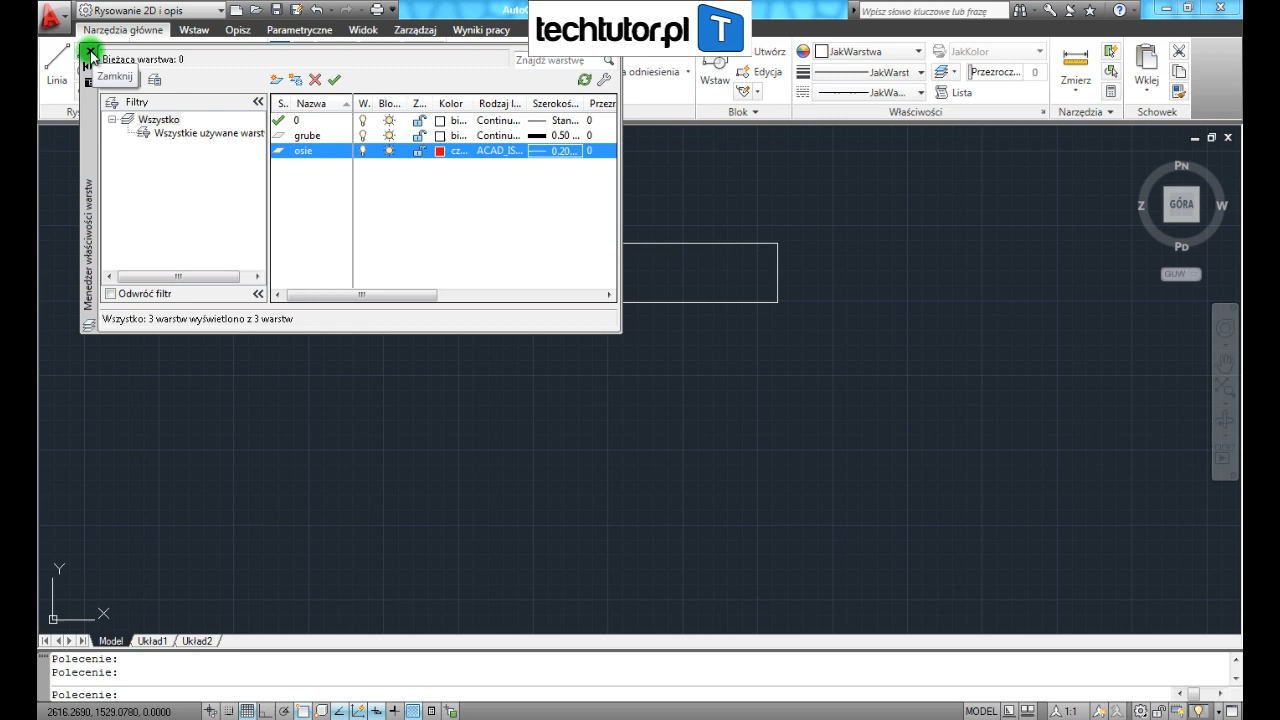 Rysowanie 2D i opis
AutoC
Wpisz słowo kluczowe lub frazę
techtutor.pl T
Narzędzia główne Wstaw Opisz Widok Parametryczne Zarządzaj Wyniki pracy
Linia
Bieżąca warstwa: 0
Znajdź warstwę
Zamknij
Utwórz
Edycja
odniesienia
Wstaw
Blok
JakWarstwa
JakWarst
JakWa...
JakKolor
Przezrocz... 0
Lista
Właściwości
Zmierz
Narzędzia
Wklej
Schowek
Filtry
S.. Nazwa W. Blo... Z... Kolor Rodzaj l... Szerokoś... Przezr
Wszystko
Wszystkie używane warst
0 bi... Continu... Stan... 0
grube bi... Continu... 0.50 ... 0
osie cz... ACAD_IS... 0.20... 0
Menedżer właściwości warstw
Odwróć filtr
Wszystko: 3 warstw wyświetlono z 3 warstw
PN
Z GÓRA W
Pd
GUW
Y
X
Model Układ1 Układ2
Polecenie:
Polecenie:
Polecenie:
2616.2690, 1529.0780, 0.0000
MODEL
1:1